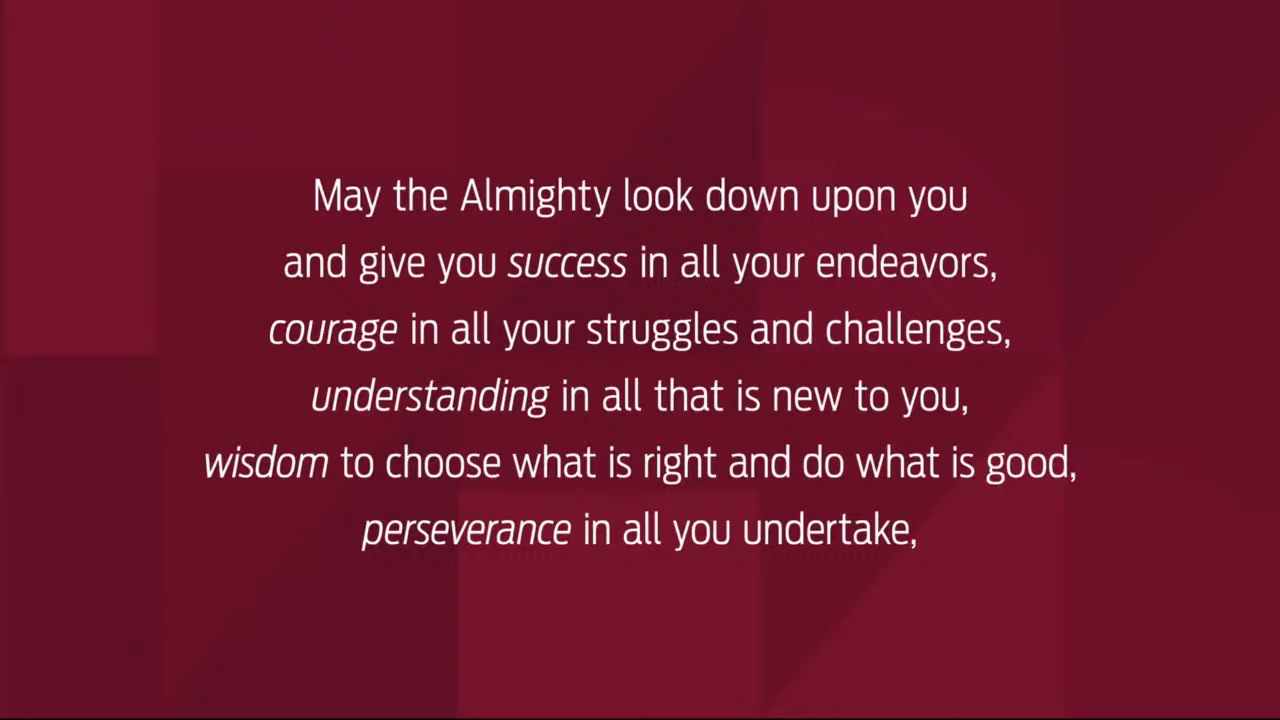 May the Almighty look down upon you
and give you success in all your endeavors,
courage in all your struggles and challenges,
understanding in all that is new to you,
wisdom to choose what is right and do what is good,
perseverance in all you undertake,